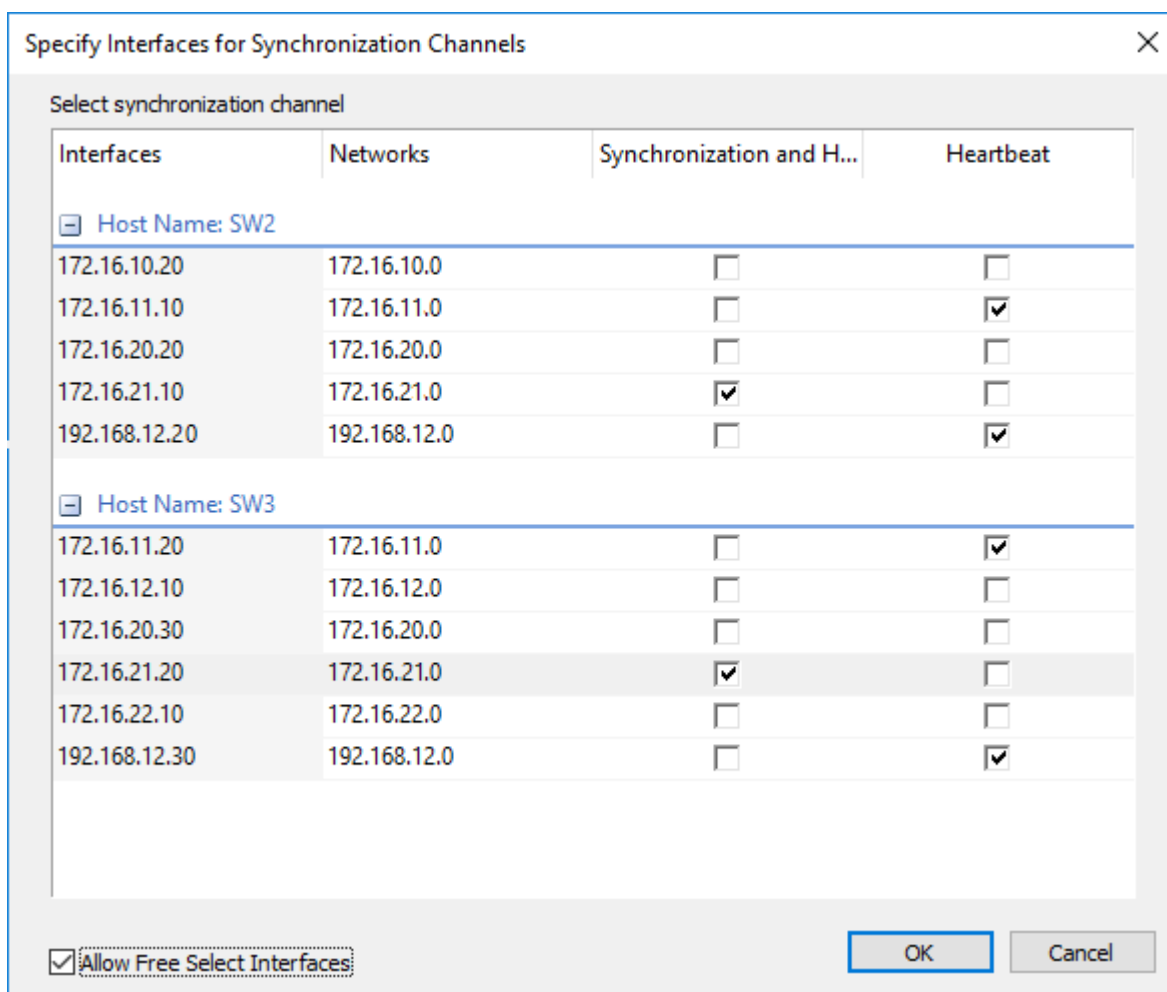 Specify Interfaces for Synchronization Channels
Select synchronization channel
Interfaces Networks Synchronization and H... Heartbeat
Host Name: SW2
172.16.10.20 172.16.10.0
172.16.11.10 172.16.11.0
172.16.20.20 172.16.20.0
172.16.21.10 172.16.21.0
192.168.12.20 192.168.12.0
Host Name: SW3
172.16.11.20 172.16.11.0
172.16.12.10 172.16.12.0
172.16.20.30 172.16.20.0
172.16.21.20 172.16.21.0
172.16.22.10 172.16.22.0
192.168.12.30 192.168.12.0
Allow Free Select Interfaces OK Cancel